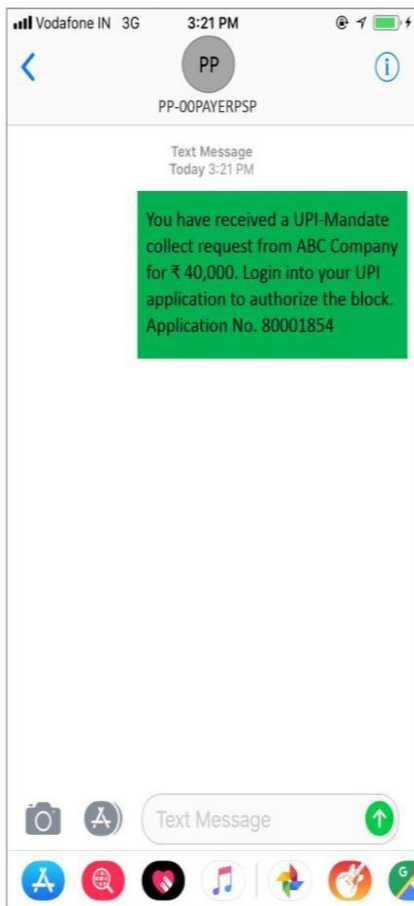 Vodafone IN 3G 3:21 PM
PP
PP-00PAYERPSP
Text Message
Today 3:21 PM
You have received a UPI-Mandate
collect request from ABC Company
for ₹ 40,000. Login into your UPI
application to authorize the block.
Application No. 80001854
Text Message
G